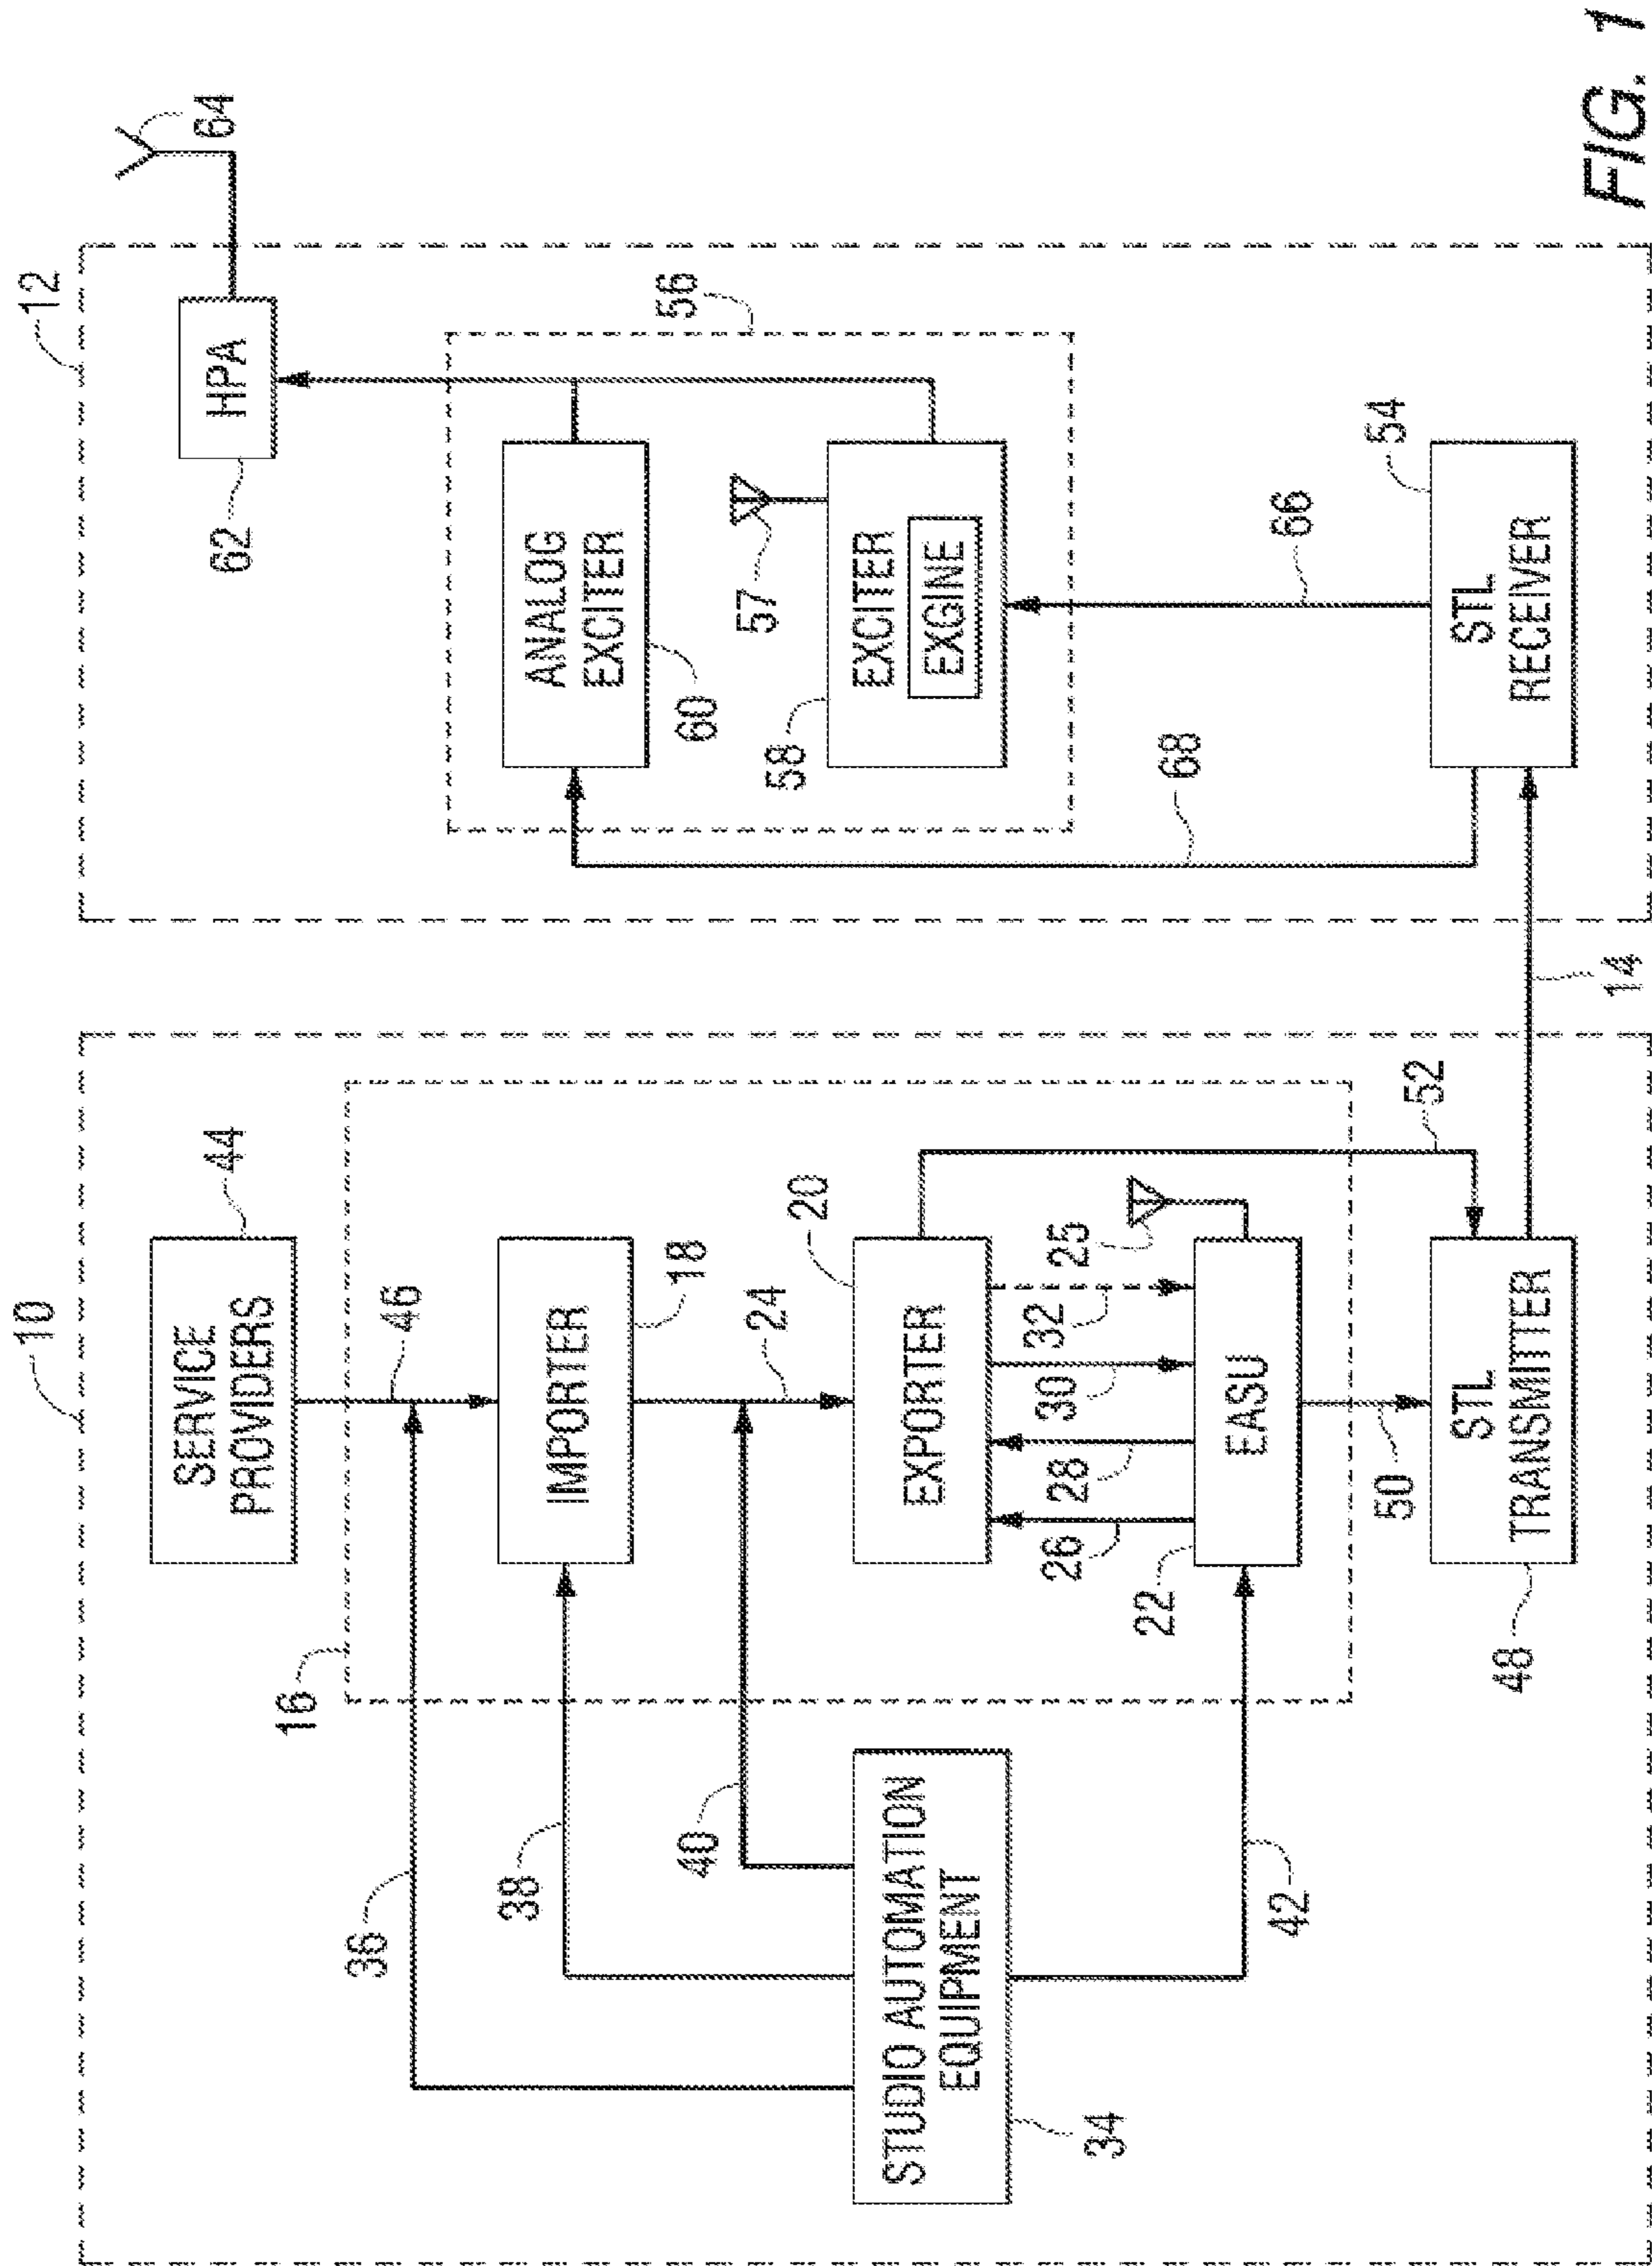 10
SERVICE
PROVIDERS
44
46
16
IMPORTER
18
36
38
24
40
EXPORTER
20
26
28
30
32
25
22
EASU
STUDIO AUTOMATION
EQUIPMENT
34
42
50
52
STL
TRANSMITTER
48
14
12
HPA
62
64
56
ANALOG
EXCITER
60
57
58
EXCITER
EXGINE
66
68
STL
RECEIVER
54
FIG. 1